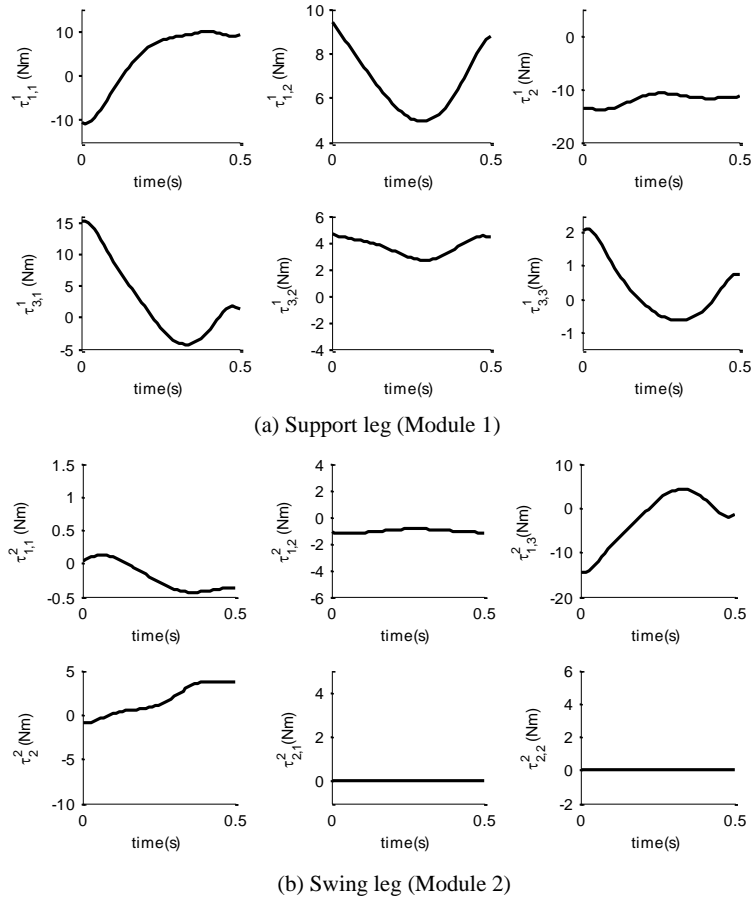 10
0
-10
τ¹₁,₁ (Nm)
0 0.5
time(s)
10
8
6
4
τ¹₁,₂ (Nm)
0 0.5
time(s)
0
-10
-20
τ¹₂ (Nm)
0 0.5
time(s)
15
10
5
0
-5
τ¹₃,₁ (Nm)
0 0.5
time(s)
6
4
2
0
-2
-4
τ¹₃,₂(Nm)
0 0.5
time(s)
2
1
0
-1
τ¹₃,₃(Nm)
0 0.5
time(s)
(a) Support leg (Module 1)
1.5
1
0.5
0
-0.5
τ²₁,₁ (Nm)
0 0.5
time(s)
4
2
0
-2
-4
-6
τ²₁,₂ (Nm)
0 0.5
time(s)
10
0
-10
-20
τ²₁,₃(Nm)
0 0.5
time(s)
5
0
-5
-10
τ²₂ (Nm)
0 0.5
time(s)
4
2
0
τ²₂,₁(Nm)
0 0.5
time(s)
6
4
2
0
-2
τ²₂,₂ (Nm)
0 0.5
time(s)
(b) Swing leg (Module 2)